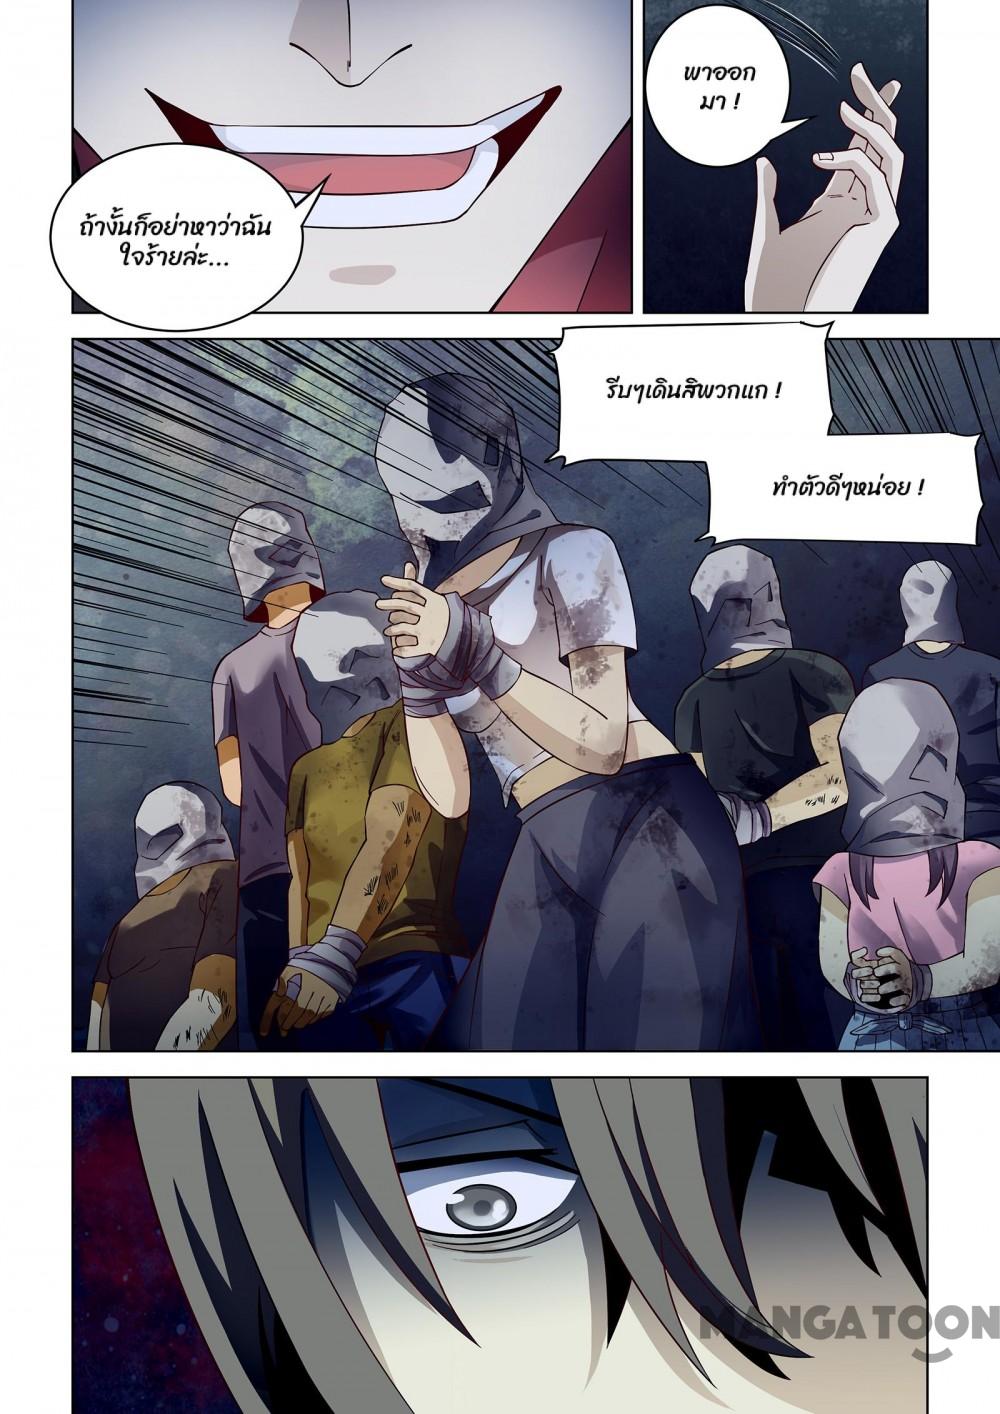 ถ้างั้นก็อย่าหาว่าฉัน
ใจร้ายล่ะ...
พาออก
มา !
รีบๆเดินสิพวกแก !
ทำตัวดีๆหน่อย !
MANGATOON